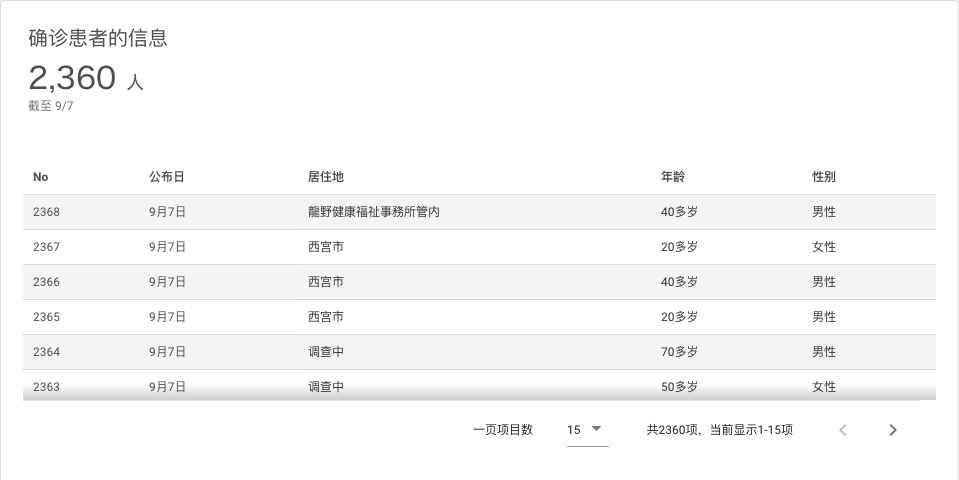 确诊患者的信息
2,360 人
截至 9/7
No 公布日 居住地 年龄 性别
2368 9月7日 龍野健康福祉事務所管内 40多岁 男性
2367 9月7日 西宫市 20多岁 女性
2366 9月7日 西宫市 40多岁 男性
2365 9月7日 西宫市 20多岁 男性
2364 9月7日 调查中 70多岁 男性
2363 9月7日 调查中 50多岁 女性
一页项目数 15 共2360项，当前显示1-15项